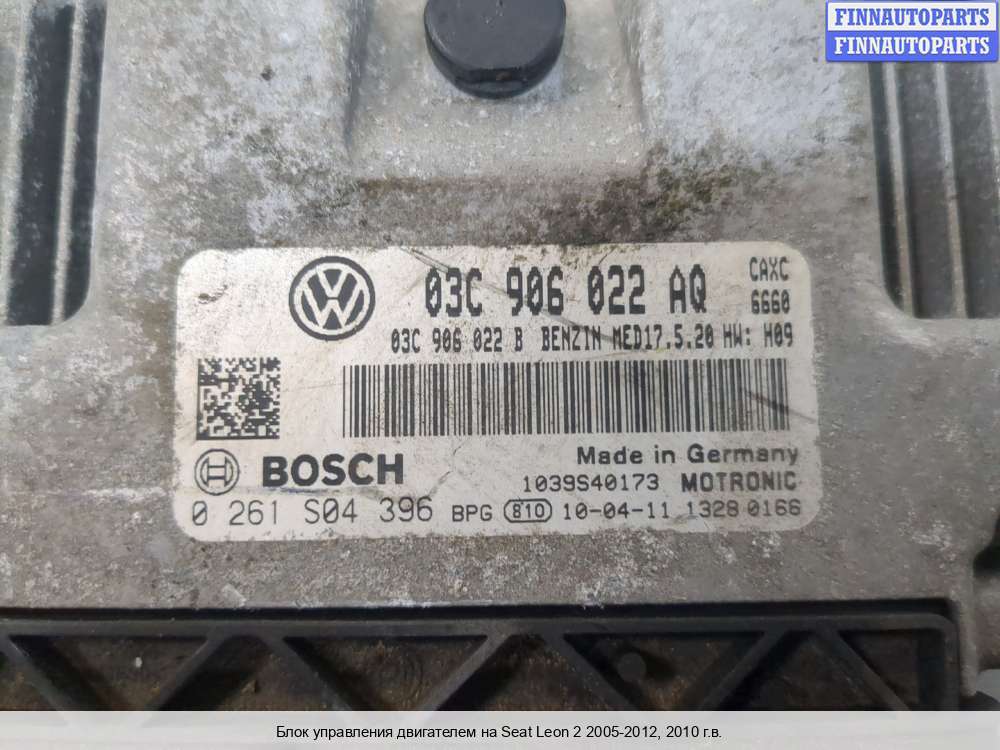 FINNAUTOPARTS
FINNAUTOPARTS
03C 906 022 AQ CAXC
6660
03C 906 022 B BENZIN MED17.5.20 HW: H09
Made in Germany
BOSCH 1039S40173 MOTRONIC
0 261 S04 396 BPG 810 10-04-11 1328 0166
Блок управления двигателем на Seat Leon 2 2005-2012, 2010 г.в.